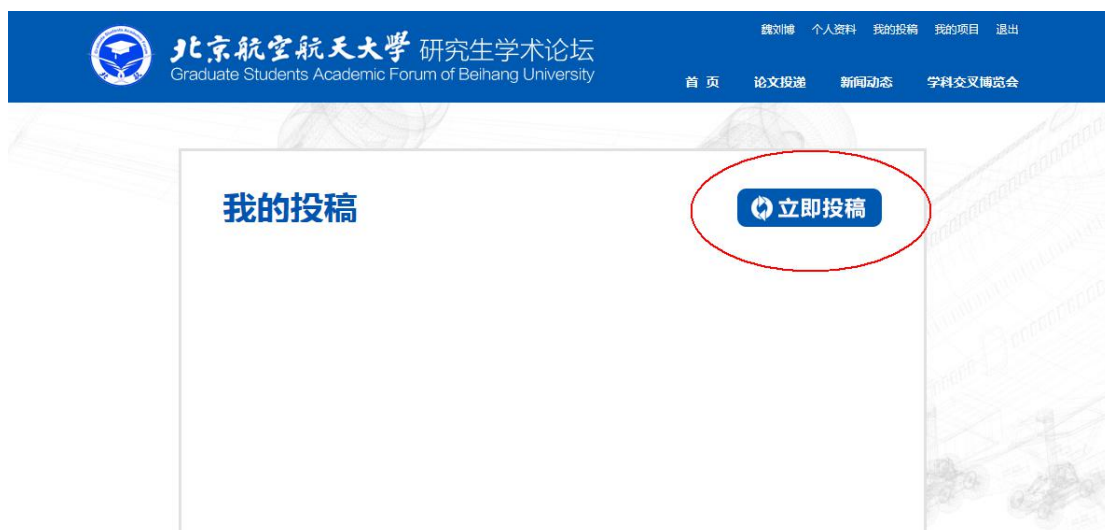 魏刘博 个人资料 我的投稿 我的项目 退出
北京航空航天大學 研究生学术论坛
Graduate Students Academic Forum of Beihang University
首 页 论文投递 新闻动态 学科交叉博览会
我的投稿
立即投稿